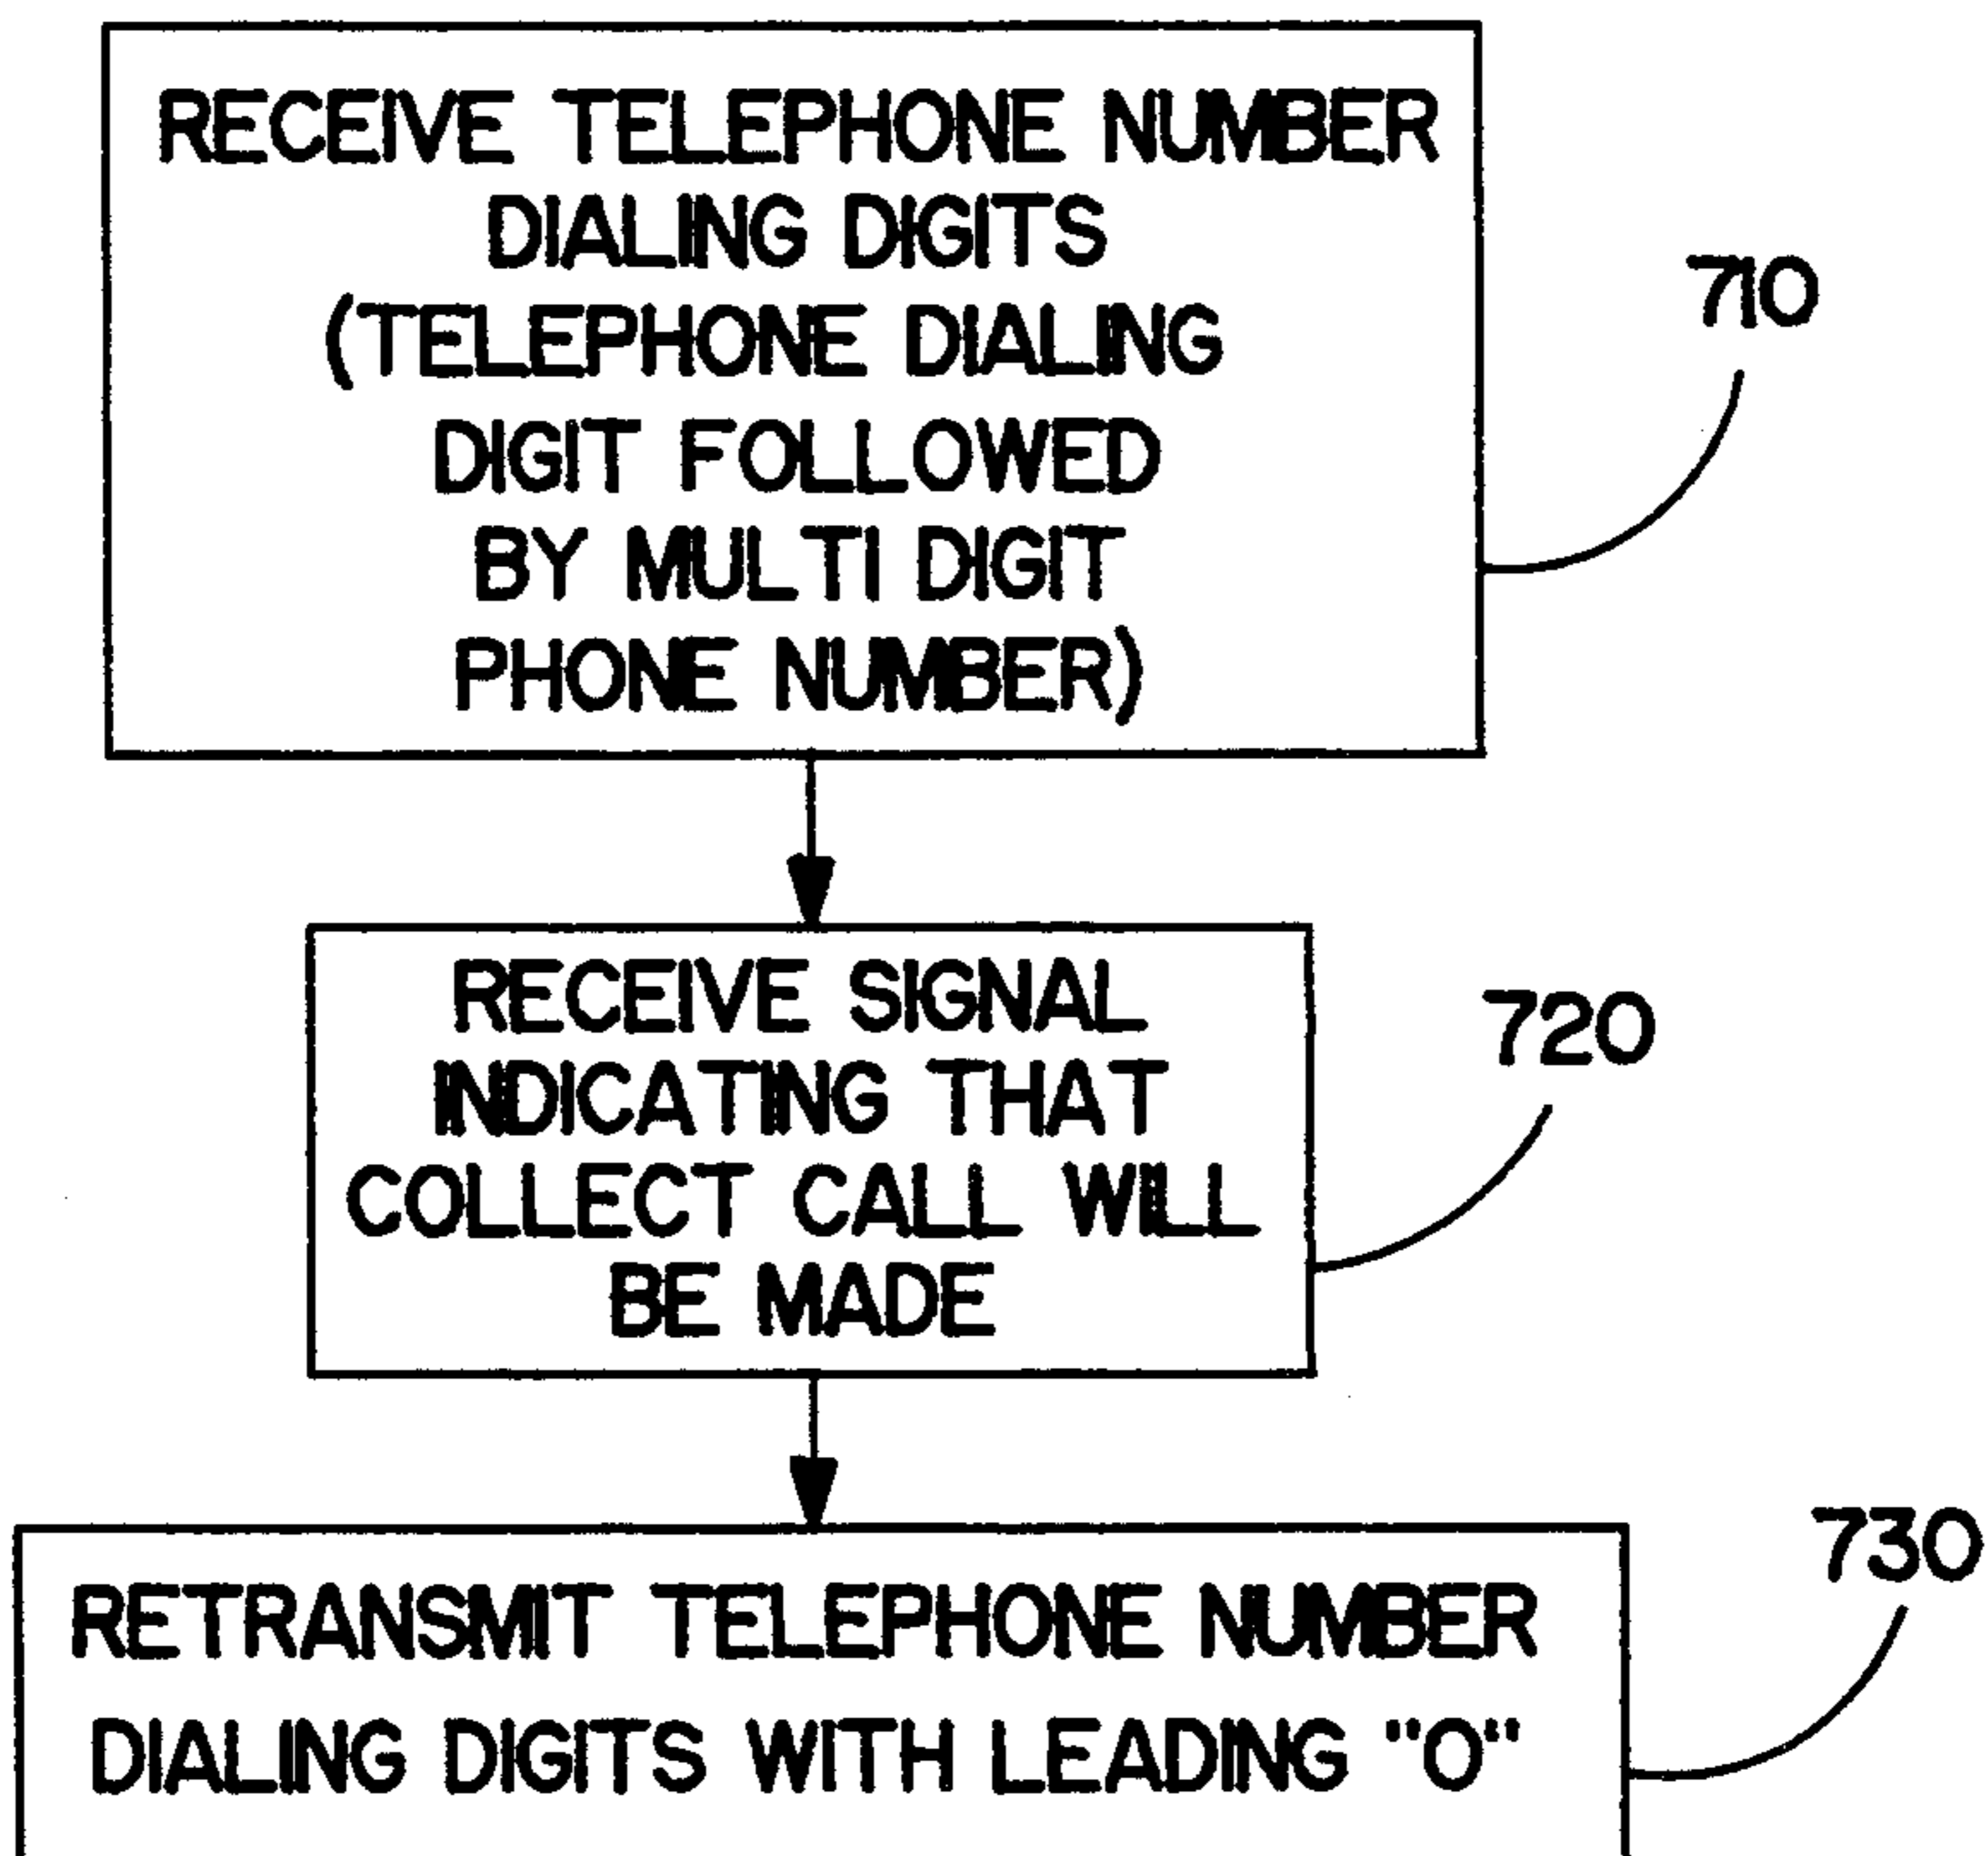 RECEIVE TELEPHONE NUMBER
DIALING DIGITS
(TELEPHONE DIALING
DIGIT FOLLOWED
BY MULTI DIGIT
PHONE NUMBER)
710
RECEIVE SIGNAL
INDICATING THAT
COLLECT CALL WILL
BE MADE
720
RETRANSMIT TELEPHONE NUMBER
DIALING DIGITS WITH LEADING "0"
730